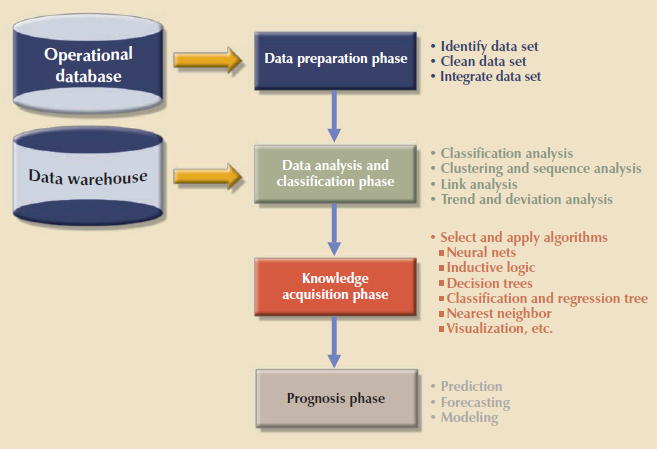 Operational
database
Data preparation phase
• Identify data set
• Clean data set
• Integrate data set
Data warehouse
Data analysis and
classification phase
• Classification analysis
• Clustering and sequence analysis
• Link analysis
• Trend and deviation analysis
Knowledge
acquisition phase
• Select and apply algorithms
■ Neural nets
■ Inductive logic
■ Decision trees
■ Classification and regression tree
■ Nearest neighbor
■ Visualization, etc.
Prognosis phase
• Prediction
• Forecasting
• Modeling